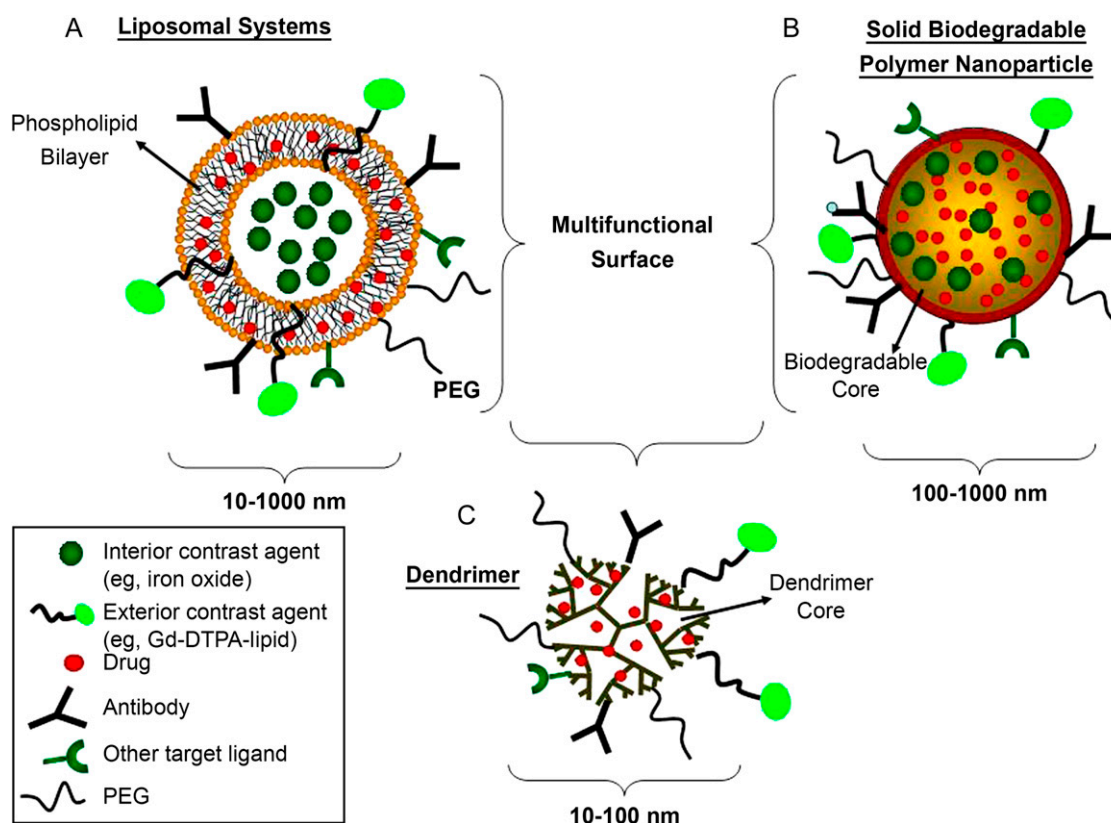 A
Liposomal Systems
Phospholipid
Bilayer
PEG
10-1000 nm
Multifunctional
Surface
B
Solid Biodegradable
Polymer Nanoparticle
Biodegradable
Core
100-1000 nm
C
Dendrimer
Dendrimer
Core
10-100 nm
Interior contrast agent
(eg, iron oxide)
Exterior contrast agent
(eg, Gd-DTPA-lipid)
Drug
Antibody
Other target ligand
PEG